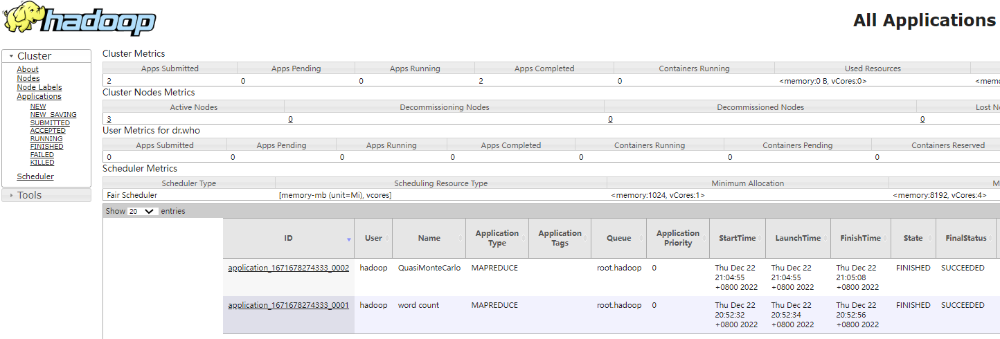 hadoop
All Applications
Cluster
About
Nodes
Node Labels
Applications
NEW
NEW_SAVING
SUBMITTED
ACCEPTED
RUNNING
FINISHED
FAILED
KILLED
Scheduler
Tools
Cluster Metrics
Apps Submitted Apps Pending Apps Running Apps Completed Containers Running Used Resources
2 0 0 2 0 <memory:0 B, vCores:0> <memo
Cluster Nodes Metrics
Active Nodes Decommissioning Nodes Decommissioned Nodes Lost N
3 0 0 0
User Metrics for dr.who
Apps Submitted Apps Pending Apps Running Apps Completed Containers Running Containers Pending Containers Reserved
0 0 0 0 0 0 0
Scheduler Metrics
Scheduler Type Scheduling Resource Type Minimum Allocation M
Fair Scheduler [memory-mb (unit=Mi), vcores] <memory:1024, vCores:1> <memory:8192, vCores:4>
Show 20 entries
ID User Name Application Type Application Tags Queue Application Priority StartTime LaunchTime FinishTime State FinalStatus
application_1671678274333_0002 hadoop QuasiMonteCarlo MAPREDUCE root.hadoop 0 Thu Dec 22 Thu Dec 22 Thu Dec 22 FINISHED SUCCEEDED
21:04:55 21:04:55 21:05:08
+0800 2022 +0800 2022 +0800 2022
application_1671678274333_0001 hadoop word count MAPREDUCE root.hadoop 0 Thu Dec 22 Thu Dec 22 Thu Dec 22 FINISHED SUCCEEDED
20:52:32 20:52:34 20:52:56
+0800 2022 +0800 2022 +0800 2022